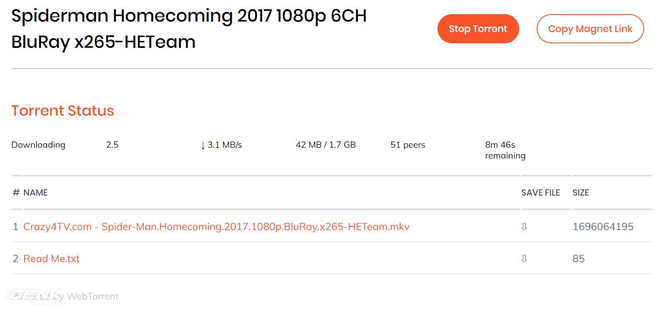 Spiderman Homecoming 2017 1080p 6CH
BluRay x265-HETeam
Stop Torrent
Copy Magnet Link
Torrent Status
Downloading 2.5 ↓ 3.1 MB/s 42 MB / 1.7 GB 51 peers 8m 46s
remaining
# NAME SAVE FILE SIZE
1 Crazy4TV.com - Spider-Man.Homecoming.2017.1080p.BluRay.x265-HETeam.mkv ⇩ 1696064195
2 Read Me.txt ⇩ 85
by WebTorrent